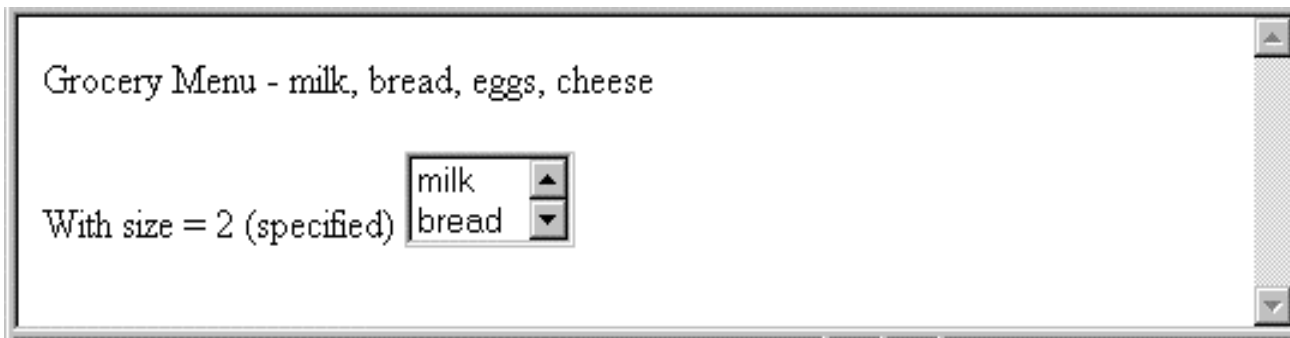 Grocery Menu - milk, bread, eggs, cheese
milk
With size = 2 (specified) bread